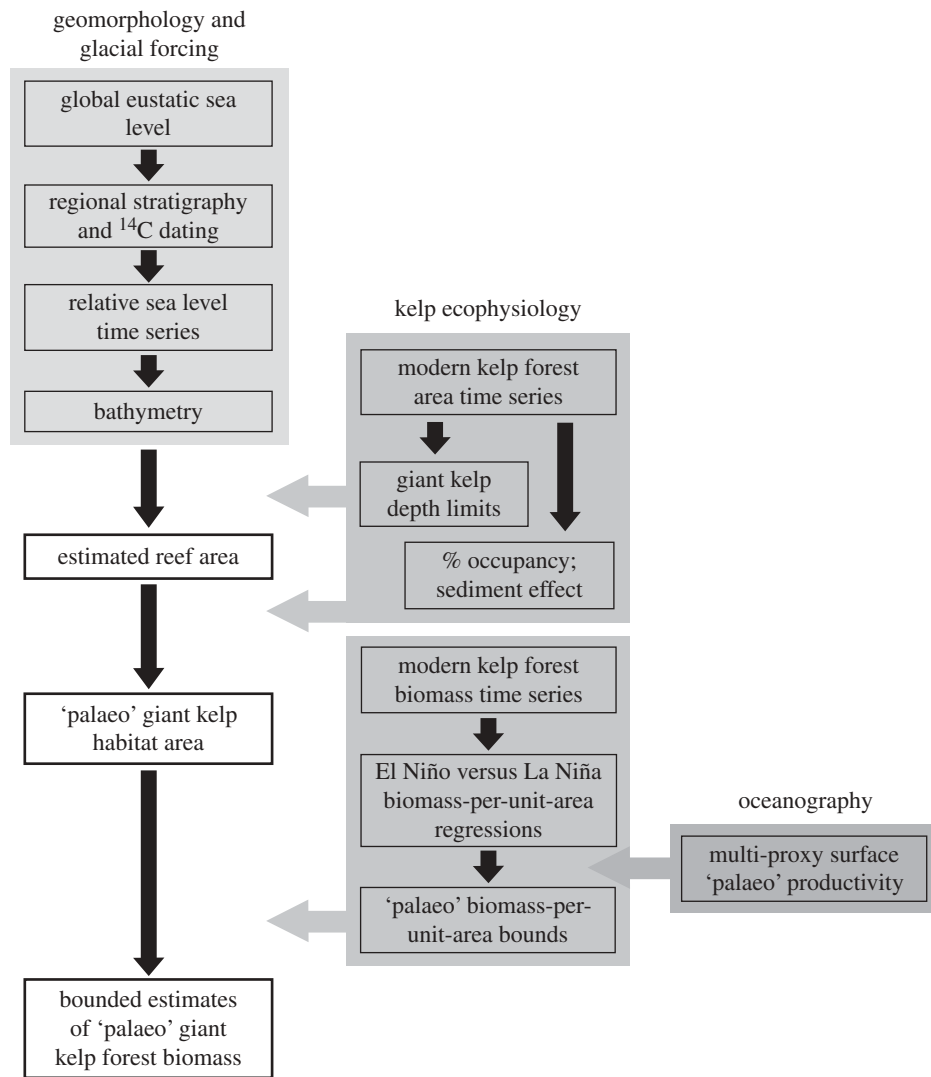 geomorphology and
glacial forcing
global eustatic sea
level
regional stratigraphy
and ¹⁴C dating
relative sea level
time series
bathymetry
estimated reef area
‘palaeo’ giant kelp
habitat area
bounded estimates
of ‘palaeo’ giant
kelp forest biomass
kelp ecophysiology
modern kelp forest
area time series
giant kelp
depth limits
% occupancy;
sediment effect
modern kelp forest
biomass time series
El Niño versus La Niña
biomass-per-unit-area
regressions
‘palaeo’ biomass-per-
unit-area bounds
oceanography
multi-proxy surface
‘palaeo’ productivity